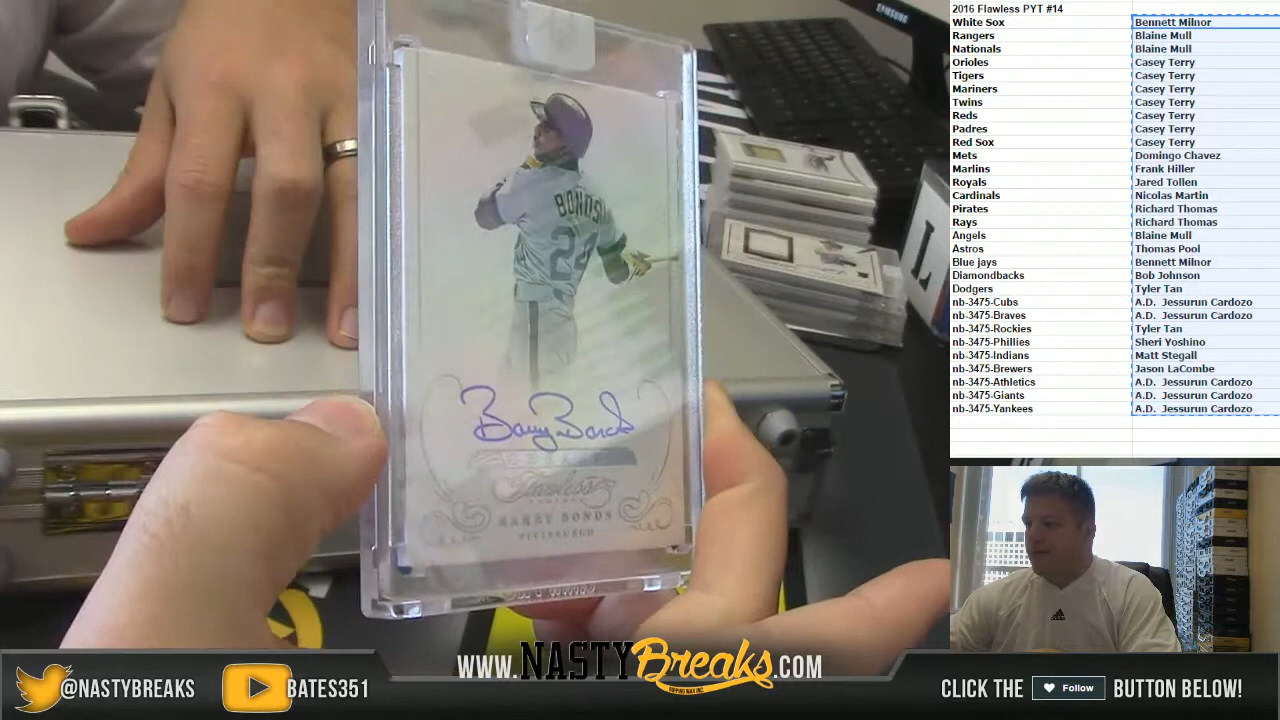 2016 Flawless PYT #14
White Sox Bennett Milnor
Rangers Blaine Mull
Nationals Blaine Mull
Orioles Casey Terry
Tigers Casey Terry
Mariners Casey Terry
Twins Casey Terry
Reds Casey Terry
Padres Casey Terry
Red Sox Casey Terry
Mets Domingo Chavez
Marlins Frank Hiller
Royals Jared Tollen
Cardinals Nicolas Martin
Pirates Richard Thomas
Rays Richard Thomas
Angels Blaine Mull
Astros Thomas Pool
Blue jays Bennett Milnor
Diamondbacks Bob Johnson
Dodgers Tyler Tan
nb-3475-Cubs A.D. Jessurun Cardozo
nb-3475-Braves A.D. Jessurun Cardozo
nb-3475-Rockies Tyler Tan
nb-3475-Phillies Sheri Yoshino
nb-3475-Indians Matt Stegall
nb-3475-Brewers Jason LaCombe
nb-3475-Athletics A.D. Jessurun Cardozo
nb-3475-Giants A.D. Jessurun Cardozo
nb-3475-Yankees A.D. Jessurun Cardozo
SAMSUNG
BONDS
24
Barry Bonds
Flawless
BARRY BONDS
PITTSBURGH
L
@NASTYBREAKS
BATES351
WWW.NASTYBreaks.COM
RIPPING WAX INC.
CLICK THE Follow BUTTON BELOW!